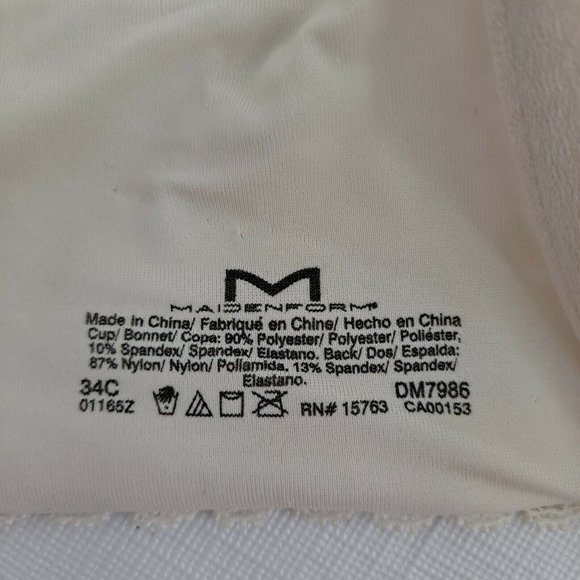 M
MAIDENFORM®
Made in China/ Fabriqué en Chine/ Hecho en China
Cup/ Bonnet/ Copa: 90% Polyester/ Polyester/ Poliéster,
10% Spandex/ Spandex/ Elastano. Back/ Dos/ Espalda:
87% Nylon/ Nylon/ Poliamida. 13% Spandex/ Spandex/
Elastano.
34C DM7986
01165Z RN# 15763 CA00153